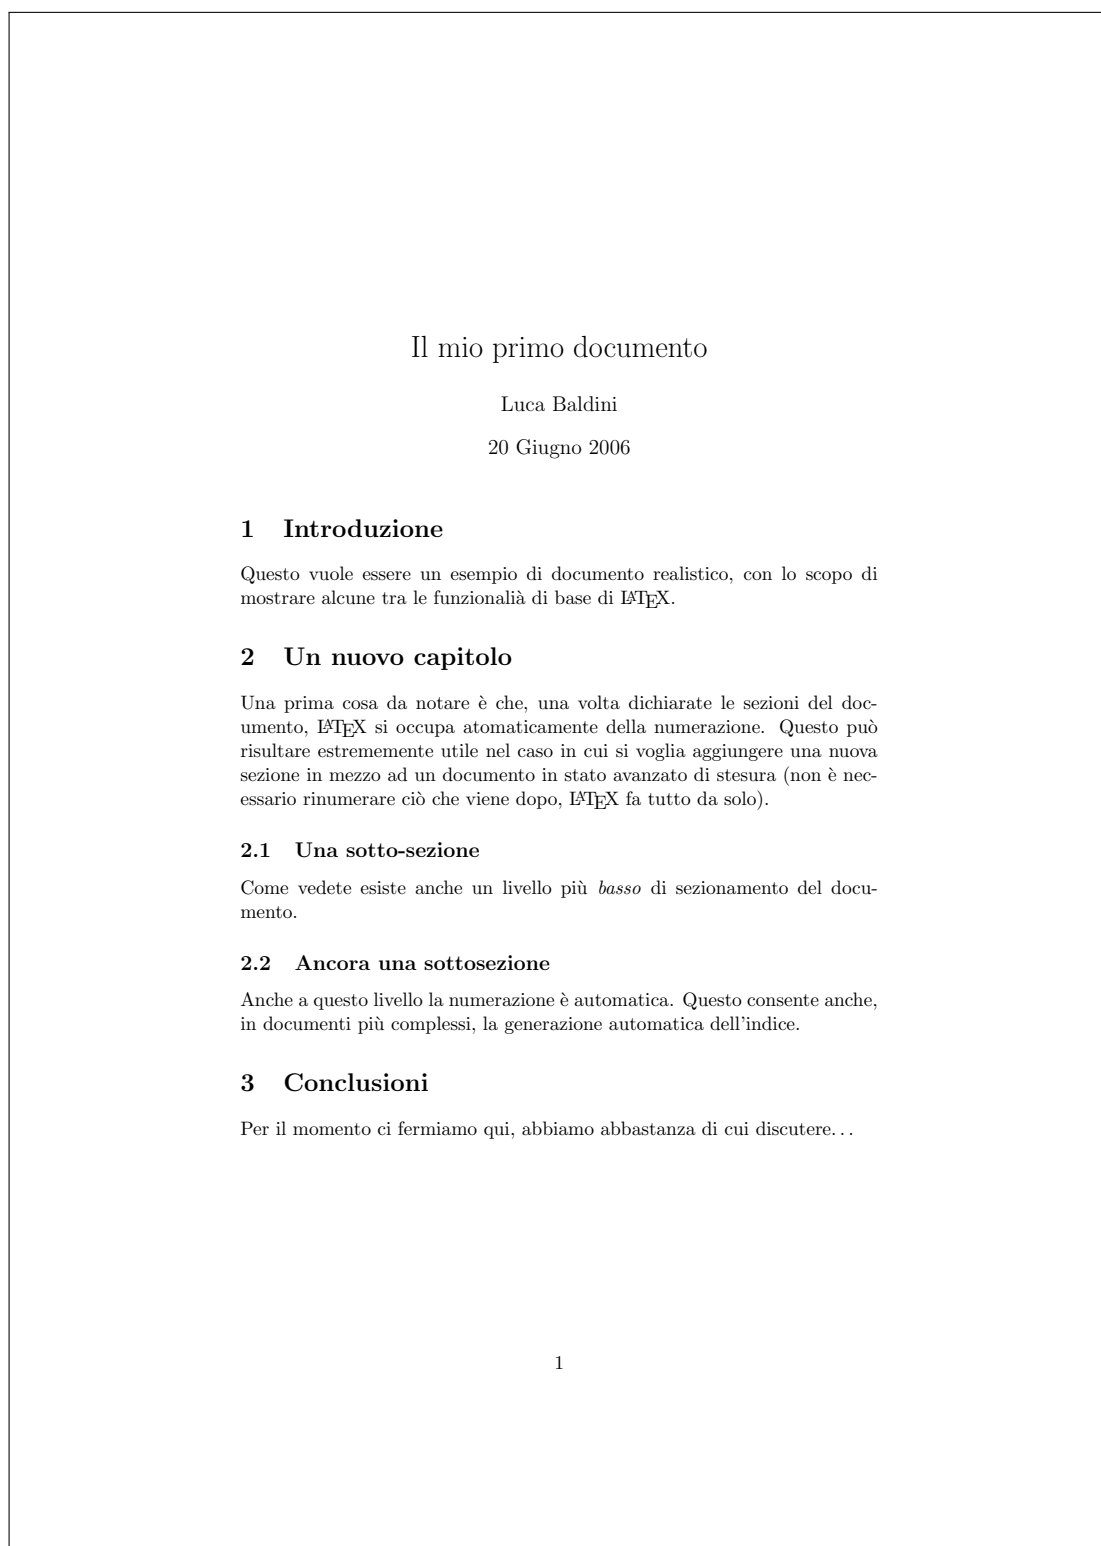 Il mio primo documento
Luca Baldini
20 Giugno 2006
1 Introduzione
Questo vuole essere un esempio di documento realistico, con lo scopo di
mostrare alcune tra le funzionalià di base di LATEX.
2 Un nuovo capitolo
Una prima cosa da notare è che, una volta dichiarate le sezioni del doc-
umento, LATEX si occupa atomaticamente della numerazione. Questo può
risultare estrememente utile nel caso in cui si voglia aggiungere una nuova
sezione in mezzo ad un documento in stato avanzato di stesura (non è nec-
essario rinumerare ciò che viene dopo, LATEX fa tutto da solo).
2.1 Una sotto-sezione
Come vedete esiste anche un livello più basso di sezionamento del docu-
mento.
2.2 Ancora una sottosezione
Anche a questo livello la numerazione è automatica. Questo consente anche,
in documenti più complessi, la generazione automatica dell'indice.
3 Conclusioni
Per il momento ci fermiamo qui, abbiamo abbastanza di cui discutere...
1